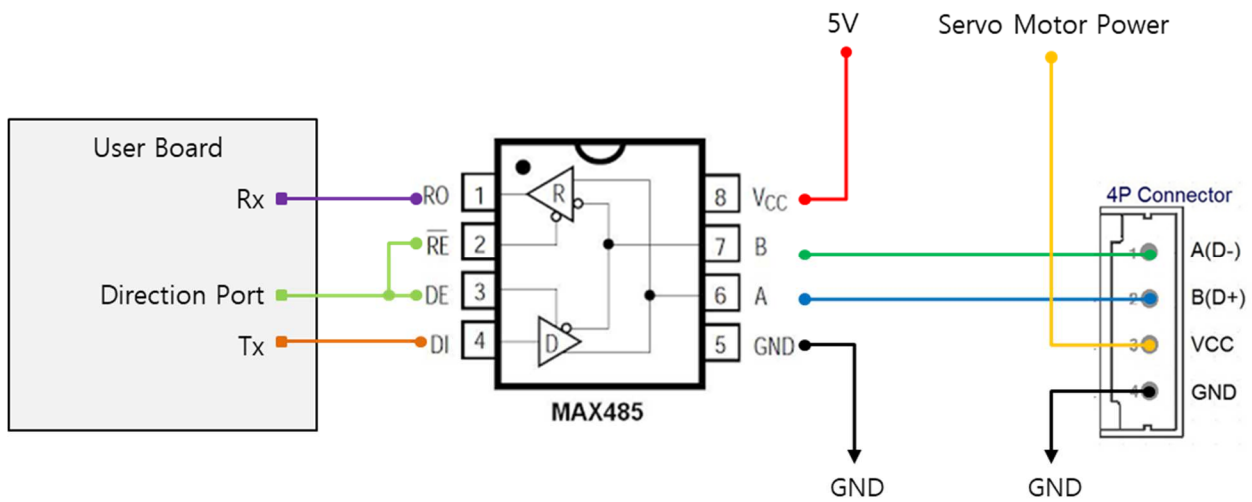 5V
Servo Motor Power
User Board
4P Connector
Rx
RO
1
R
8
VCC
RE
2
7
B
1
A(D-)
Direction Port
DE
3
6
A
2
B(D+)
Tx
DI
4
D
5
GND
3
VCC
4
GND
MAX485
GND
GND